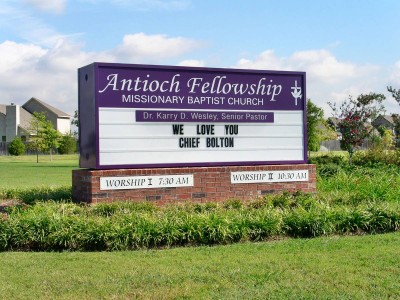 Antioch Fellowship
MISSIONARY BAPTIST CHURCH
Dr. Karry D. Wesley, Senior Pastor
WE LOVE YOU
CHIEF BOLTON
WORSHIP I 7:30 AM
WORSHIP II 10:30 AM